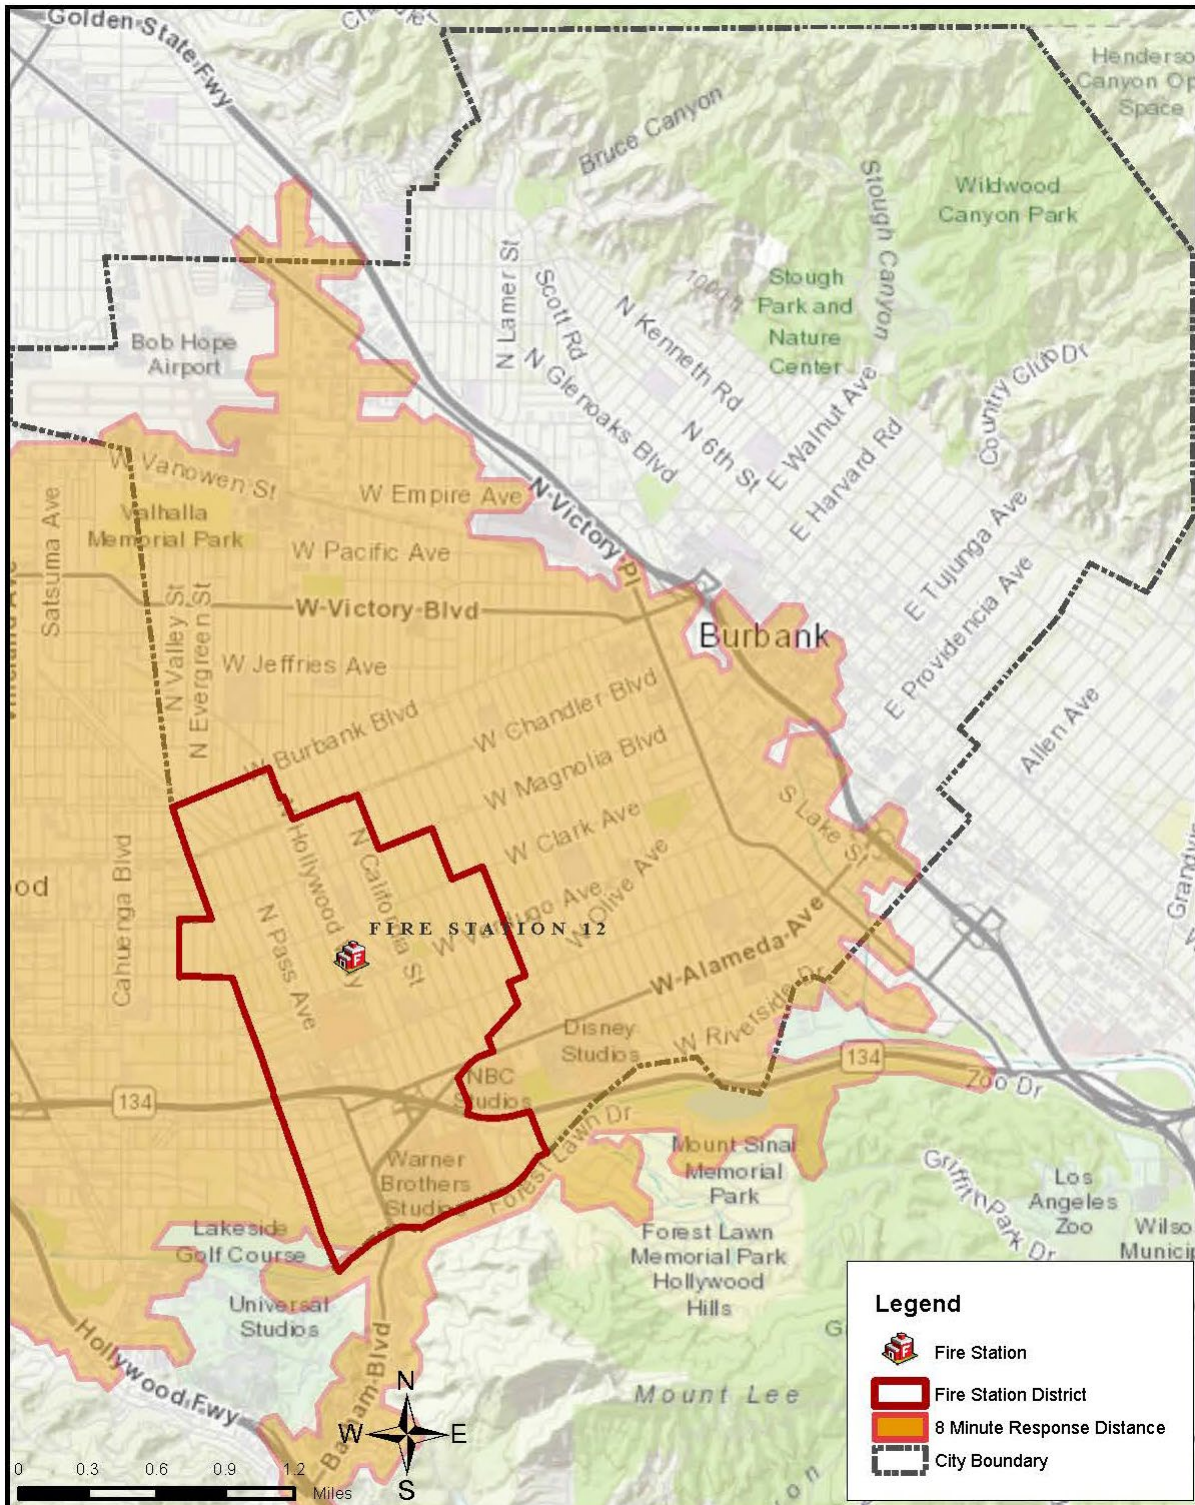 Golden State Fwy
Henderso
Canyon Op
Space
Bruce Canyon
Stough Canyon
Wildwood
Canyon Park
N Lamer St
Scott Rd
1000 ft
Stough
Park and
Nature
Center
N Kenneth Rd
Bob Hope
Airport
N Glenoaks Blvd
Country Club Dr
N 6th St
E Walnut Ave
E Harvard Rd
W Vanowen St
W Empire Ave
N Victory Pl
Valhalla
Memorial Park
Satsuma Ave
W Pacific Ave
E Tujunga Ave
E Providencia Ave
N Valley St
N Evergreen St
W Victory Blvd
Burbank
W Jeffries Ave
W Burbank Blvd
W Chandler Blvd
W Magnolia Blvd
Allen Ave
S Lake St
W Clark Ave
Cahuenga Blvd
N California St
ood
N Pass Ave
FIRE STATION 12
W Olive Ave
W Alameda Ave
W Riverside Dr
Disney
Studios
NBC
Studios
134
134
Zoo Dr
Forest Lawn Dr
Warner
Brothers
Studios
Mount Sinai
Memorial
Park
Griffith Park Dr
Los
Angeles
Zoo
Wilso
Municip
Lakeside
Golf Course
Forest Lawn
Memorial Park
Hollywood
Hills
Universal
Studios
Hollywood Fwy
Barham Blvd
Mount Lee
N
W
E
S
0 0.3 0.6 0.9 1.2
Miles
Legend
Fire Station
Fire Station District
8 Minute Response Distance
City Boundary